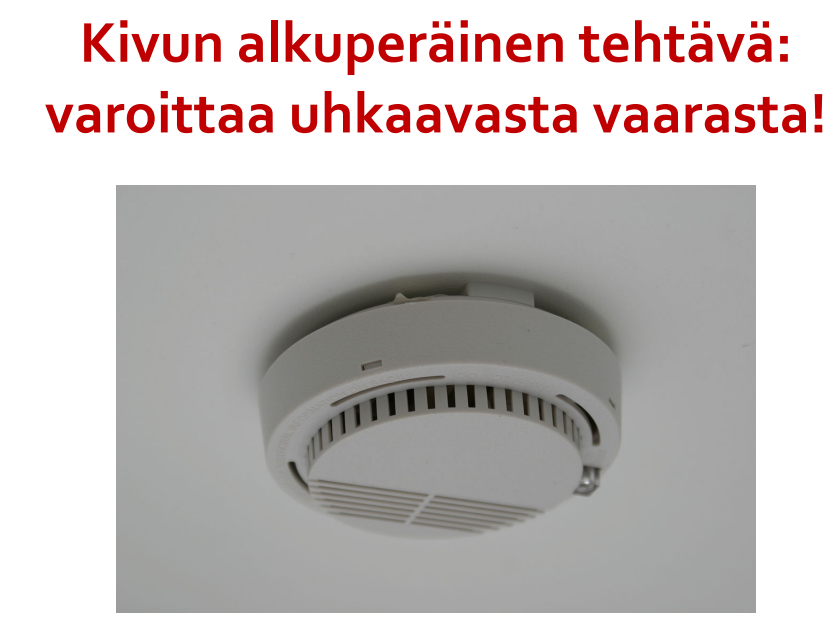 Kivun alkuperäinen tehtävä:
varoittaa uhkaavasta vaarasta!